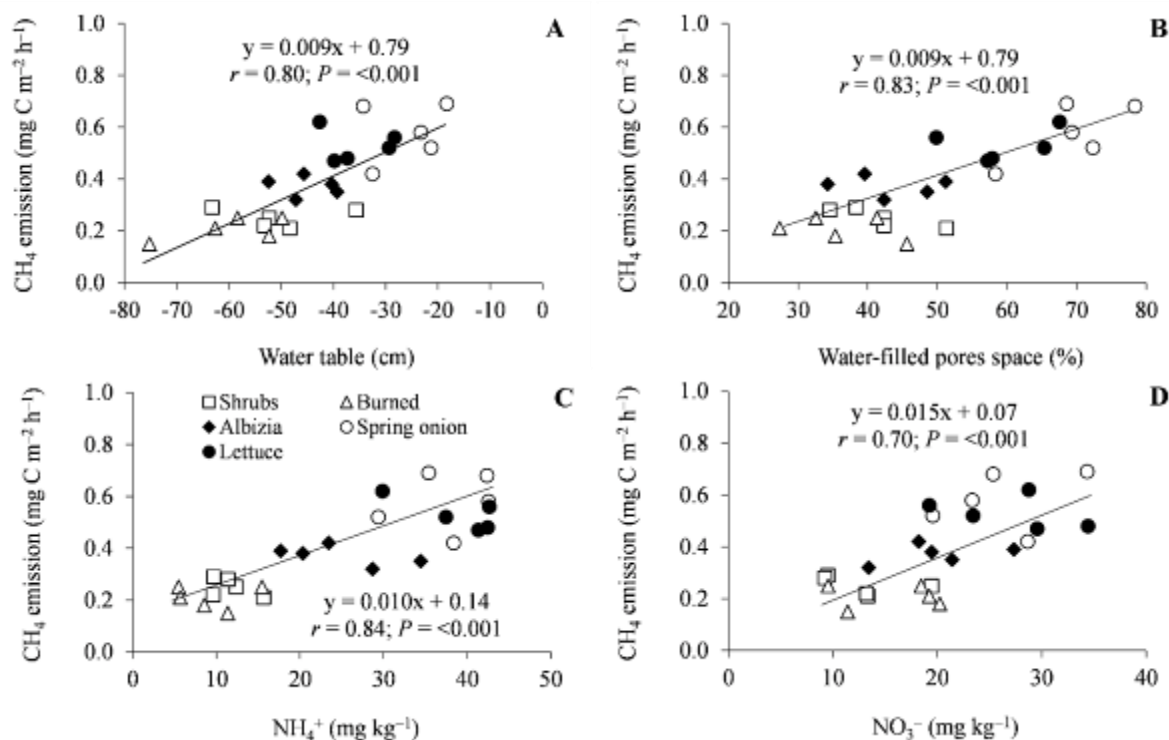 A
CH₄ emission (mg C m⁻² h⁻¹)
1.0
0.8
0.6
0.4
0.2
0.0
y = 0.009x + 0.79
r = 0.80; P = <0.001
-80 -70 -60 -50 -40 -30 -20 -10 0
Water table (cm)
B
CH₄ emission (mg C m⁻² h⁻¹)
1.0
0.8
0.6
0.4
0.2
0.0
y = 0.009x + 0.79
r = 0.83; P = <0.001
20 30 40 50 60 70 80
Water-filled pores space (%)
C
CH₄ emission (mg C m⁻² h⁻¹)
1.0
0.8
0.6
0.4
0.2
0.0
Shrubs Burned
Albizia Spring onion
Lettuce
y = 0.010x + 0.14
r = 0.84; P = <0.001
0 10 20 30 40 50
NH₄⁺ (mg kg⁻¹)
D
CH₄ emission (mg C m⁻² h⁻¹)
1.0
0.8
0.6
0.4
0.2
0.0
y = 0.015x + 0.07
r = 0.70; P = <0.001
0 10 20 30 40
NO₃⁻ (mg kg⁻¹)